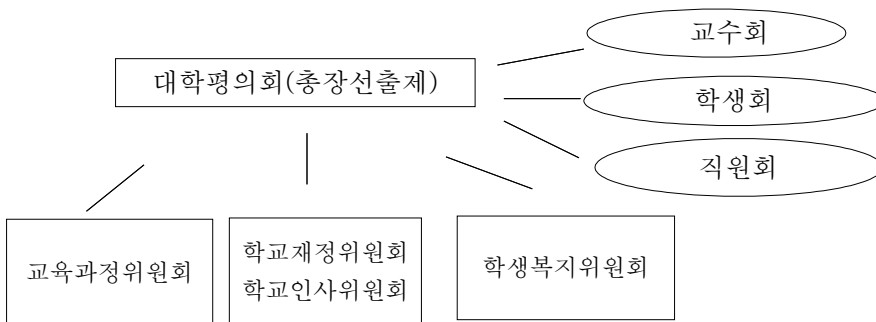 교수회
대학평의회(총장선출제)
학생회
직원회
교육과정위원회
학교재정위원회
학교인사위원회
학생복지위원회